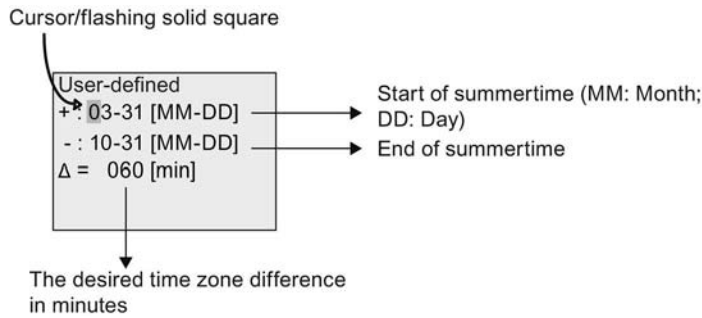 Cursor/flashing solid square
User-defined
+ : 03-31 [MM-DD]
Start of summertime (MM: Month;
DD: Day)
- : 10-31 [MM-DD]
End of summertime
Δ = 060 [min]
The desired time zone difference
in minutes